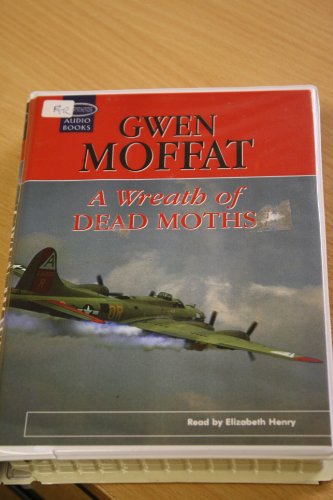 AUDIO
BOOKS
GWEN
MOFFAT
A Wreath of
DEAD MOTHS
A
R
Read by Elizabeth Henry